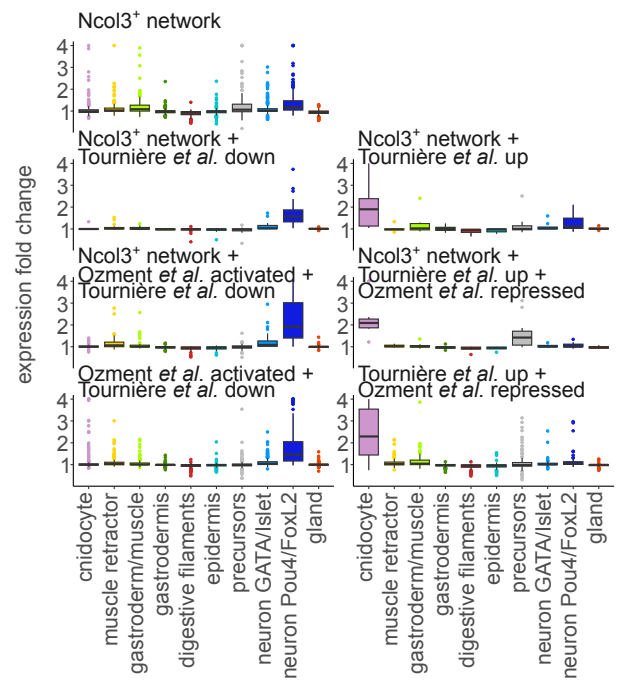 Ncol3+ network
4
3
2
1
Ncol3+ network +
Tournière et al. down
4
3
2
1
Ncol3+ network +
Tournière et al. up
4
3
2
1
Ncol3+ network +
Ozment et al. activated +
Tournière et al. down
4
3
2
1
Ncol3+ network +
Tournière et al. up +
Ozment et al. repressed
4
3
2
1
Ozment et al. activated +
Tournière et al. down
4
3
2
1
Tournière et al. up +
Ozment et al. repressed
4
3
2
1
expression fold change
cnidocyte
muscle retractor
gastroderm/muscle
gastrodermis
digestive filaments
epidermis
precursors
neuron GATA/Islet
neuron Pou4/FoxL2
gland
cnidocyte
muscle retractor
gastroderm/muscle
gastrodermis
digestive filaments
epidermis
precursors
neuron GATA/Islet
neuron Pou4/FoxL2
gland